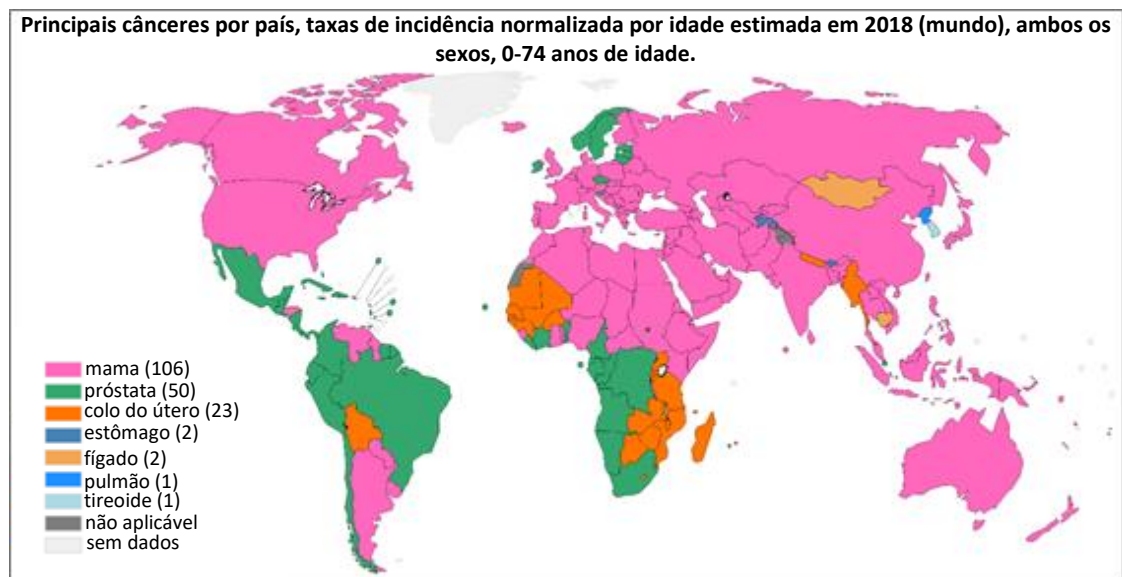 Principais cânceres por país, taxas de incidência normalizada por idade estimada em 2018 (mundo), ambos os
sexos, 0-74 anos de idade.
mama (106)
próstata (50)
colo do útero (23)
estômago (2)
fígado (2)
pulmão (1)
tireoide (1)
não aplicável
sem dados